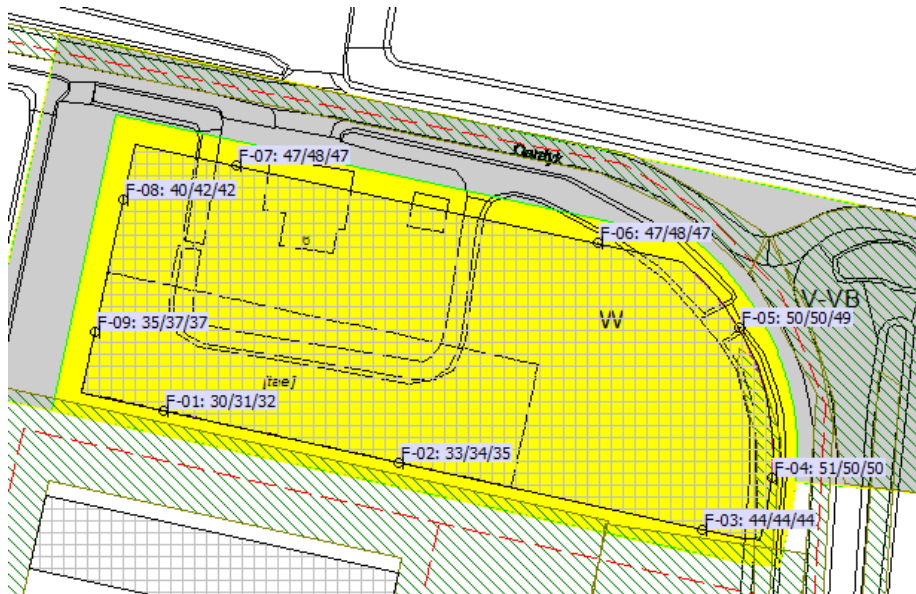 F-07: 47/48/47
F-08: 40/42/42
F-06: 47/48/47
V-VB
W
F-05: 50/50/49
F-09: 35/37/37
[tee]
F-01: 30/31/32
F-02: 33/34/35
F-04: 51/50/50
F-03: 44/44/44